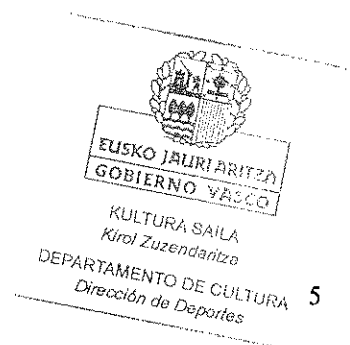 EUSKO JAURLARITZA
GOBIERNO VASCO
KULTURA SAILA
Kirol Zuzendaritza
DEPARTAMENTO DE CULTURA
Dirección de Deportes
5